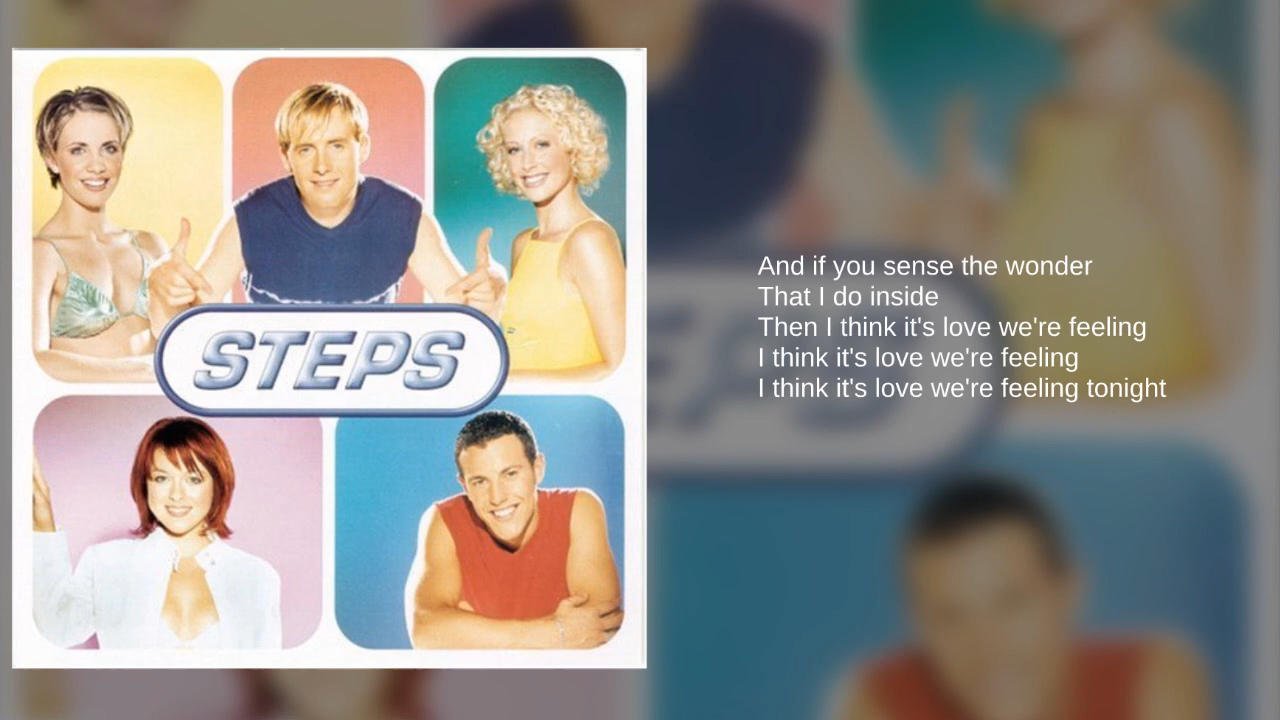 STEPS
And if you sense the wonder
That I do inside
Then I think it's love we're feeling
I think it's love we're feeling
I think it's love we're feeling tonight